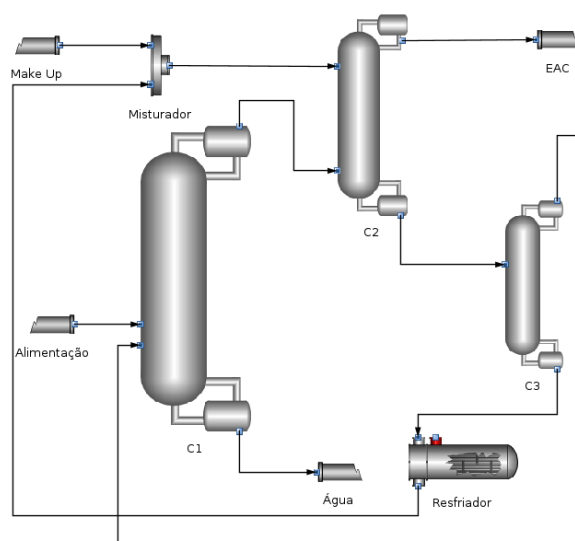 Make Up
EAC
Misturador
C2
Alimentação
C3
C1
Água
Resfriador